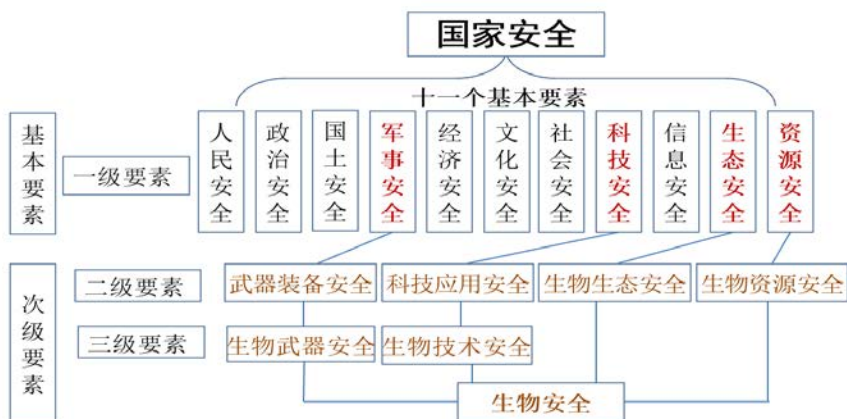 国家安全
十一个基本要素
基本要素
一级要素
人民安全
政治安全
国土安全
军事安全
经济安全
文化安全
社会安全
科技安全
信息安全
生态安全
资源安全
次级要素
二级要素
武器装备安全
科技应用安全
生物生态安全
生物资源安全
三级要素
生物武器安全
生物技术安全
生物安全